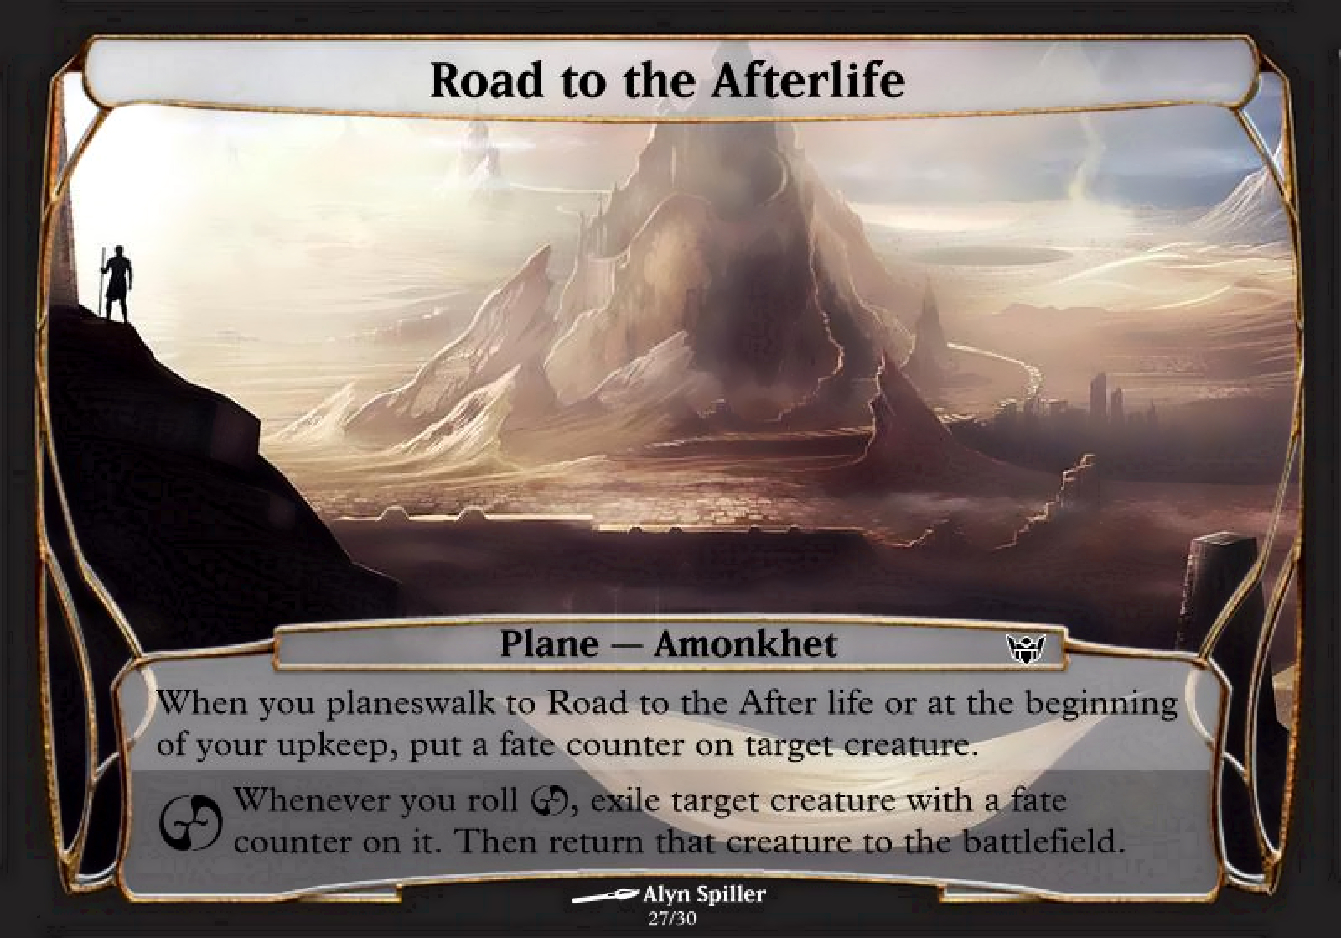 Road to the Afterlife
Plane — Amonkhet
When you planeswalk to Road to the After life or at the beginning
of your upkeep, put a fate counter on target creature.
Whenever you roll , exile target creature with a fate
counter on it. Then return that creature to the battlefield.
Alyn Spiller
27/30